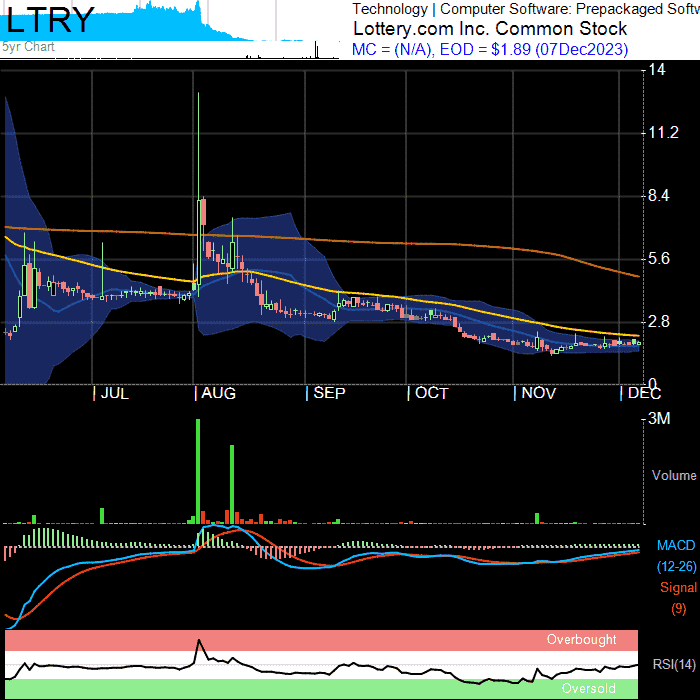 LTRY
5yr Chart
Technology | Computer Software: Prepackaged Softw
Lottery.com Inc. Common Stock
MC = (N/A), EOD = $1.89 (07Dec2023)
14
11.2
8.4
5.6
2.8
0
JUL AUG SEP OCT NOV DEC
3M
Volume
MACD
(12-26)
Signal
(9)
Overbought
RSI(14)
Oversold